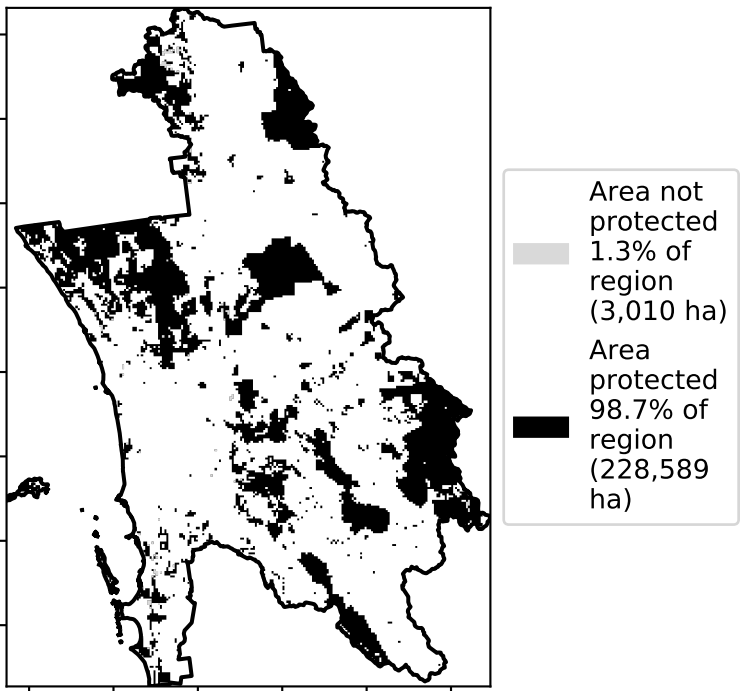 Area not
protected
1.3% of
region
(3,010 ha)
Area
protected
98.7% of
region
(228,589
ha)